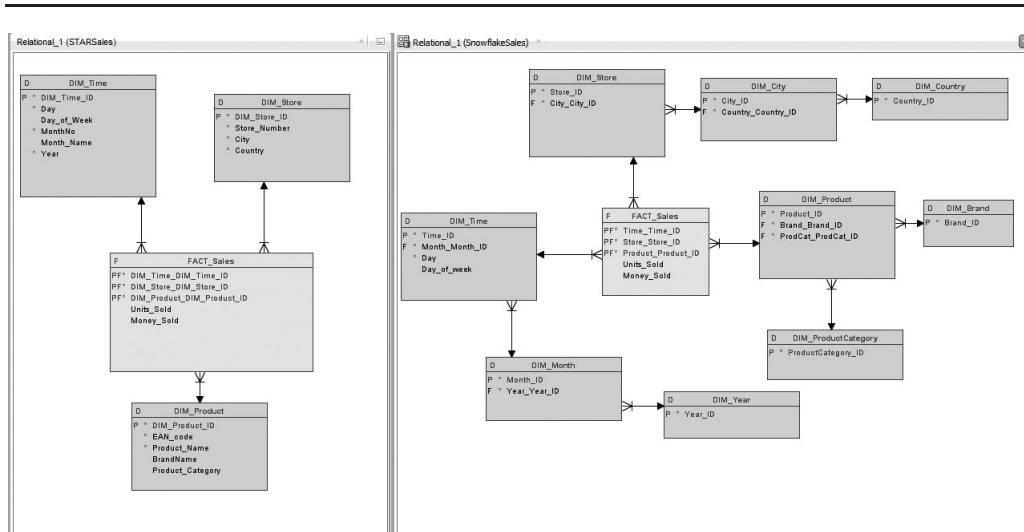 Relational_1 (STARSales)
D DIM_Time
P * DIM_Time_ID
* Day
Day_of_Week
* MonthNo
Month_Name
* Year
D DIM_Store
P * DIM_Store_ID
* Store_Number
* City
* Country
F FACT_Sales
PF* DIM_Time_DIM_Time_ID
PF* DIM_Store_DIM_Store_ID
PF* DIM_Product_DIM_Product_ID
Units_Sold
Money_Sold
D DIM_Product
P * DIM_Product_ID
* EAN_code
* Product_Name
BrandName
Product_Category
Relational_1 (SnowflakeSales)
D DIM_Store
P * Store_ID
F * City_City_ID
D DIM_City
P * City_ID
F * Country_Country_ID
D DIM_Country
P * Country_ID
D DIM_Time
P * Time_ID
F * Month_Month_ID
* Day
Day_of_week
F FACT_Sales
PF* Time_Time_ID
PF* Store_Store_ID
PF* Product_Product_ID
Units_Sold
Money_Sold
D DIM_Product
P * Product_ID
F * Brand_Brand_ID
F * ProdCat_ProdCat_ID
D DIM_Brand
P * Brand_ID
D DIM_ProductCategory
P * ProductCategory_ID
D DIM_Month
P * Month_ID
F * Year_Year_ID
D DIM_Year
P * Year_ID